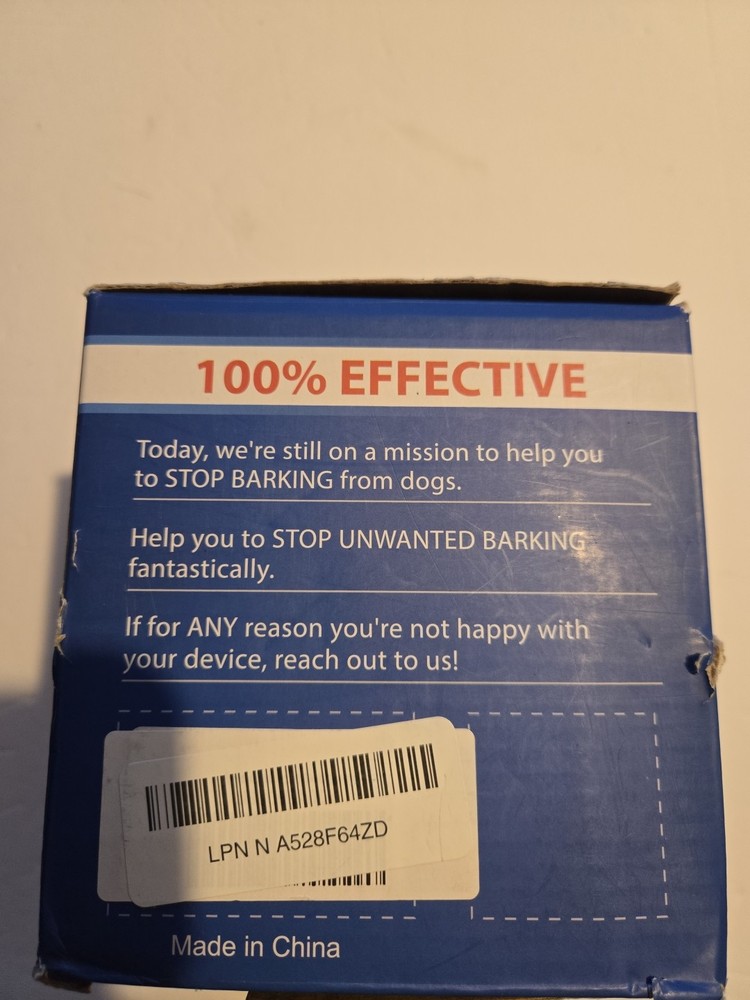 100% EFFECTIVE
Today, we're still on a mission to help you
to STOP BARKING from dogs.
Help you to STOP UNWANTED BARKING
fantastically.
If for ANY reason you're not happy with
your device, reach out to us!
LPN N A528F64ZD
Made in China